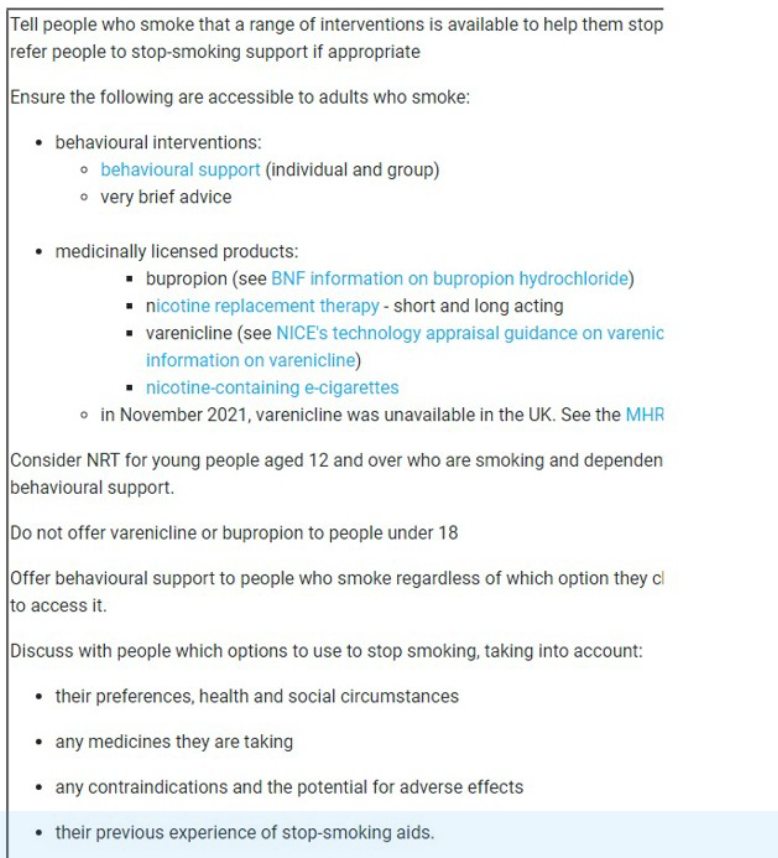 Tell people who smoke that a range of interventions is available to help them stop
refer people to stop-smoking support if appropriate
Ensure the following are accessible to adults who smoke:
• behavioural interventions:
◦ behavioural support (individual and group)
◦ very brief advice
• medicinally licensed products:
▪ bupropion (see BNF information on bupropion hydrochloride)
▪ nicotine replacement therapy - short and long acting
▪ varenicline (see NICE's technology appraisal guidance on varenic
information on varenicline)
▪ nicotine-containing e-cigarettes
◦ in November 2021, varenicline was unavailable in the UK. See the MHR
Consider NRT for young people aged 12 and over who are smoking and dependen
behavioural support.
Do not offer varenicline or bupropion to people under 18
Offer behavioural support to people who smoke regardless of which option they cl
to access it.
Discuss with people which options to use to stop smoking, taking into account:
• their preferences, health and social circumstances
• any medicines they are taking
• any contraindications and the potential for adverse effects
• their previous experience of stop-smoking aids.